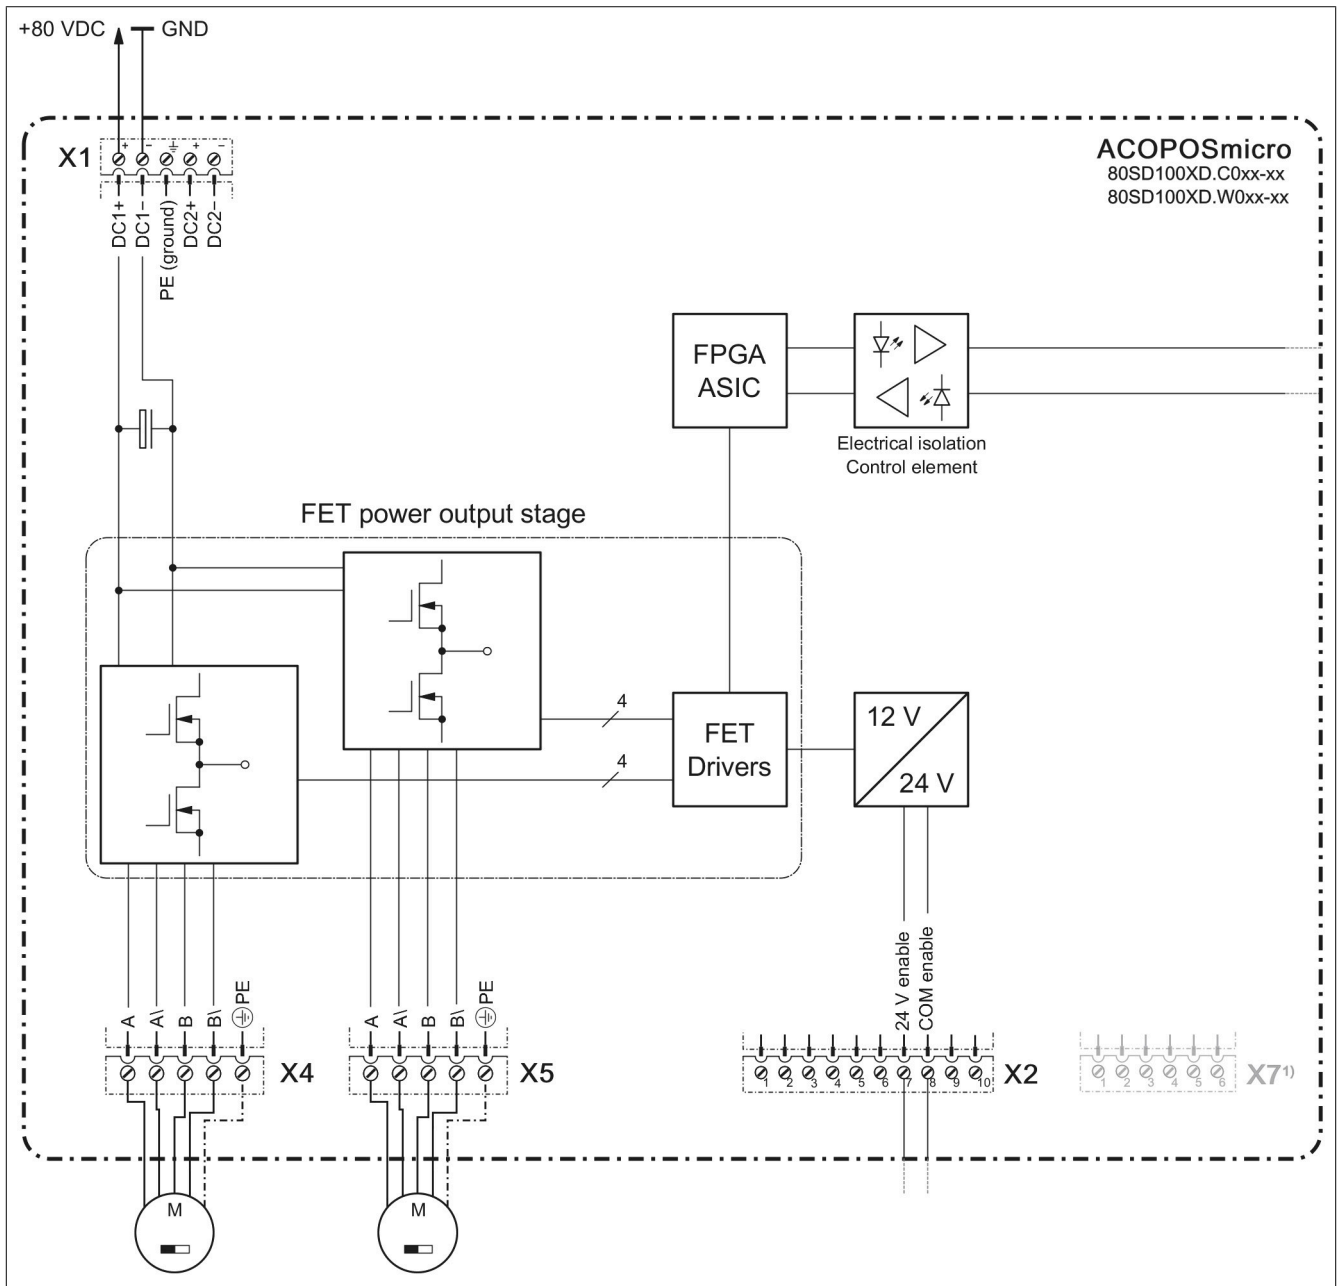 +80 VDC
GND
X1
+
−
+
−
DC1+
DC1−
PE (ground)
DC2+
DC2−
ACOPOSmicro
80SD100XD.C0xx-xx
80SD100XD.W0xx-xx
FPGA
ASIC
Electrical isolation
Control element
FET power output stage
4
4
FET
Drivers
12 V
24 V
24 V enable
COM enable
A
A\
B
B\
PE
X4
A
A\
B
B\
PE
X5
1
2
3
4
5
6
7
8
9
10
X2
1
2
3
4
5
6
X7¹⁾
M
M